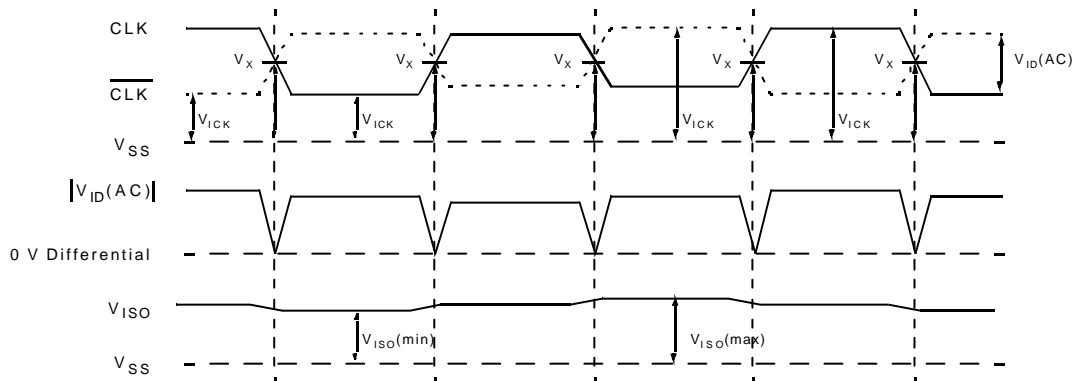 CLK
V_X V_X V_X V_X V_X
V_ID(AC)
CLK
V_ICK V_ICK V_ICK V_ICK
V_SS
|V_ID(AC)|
0 V Differential
V_ISO
V_ISO(min) V_ISO(max)
V_SS